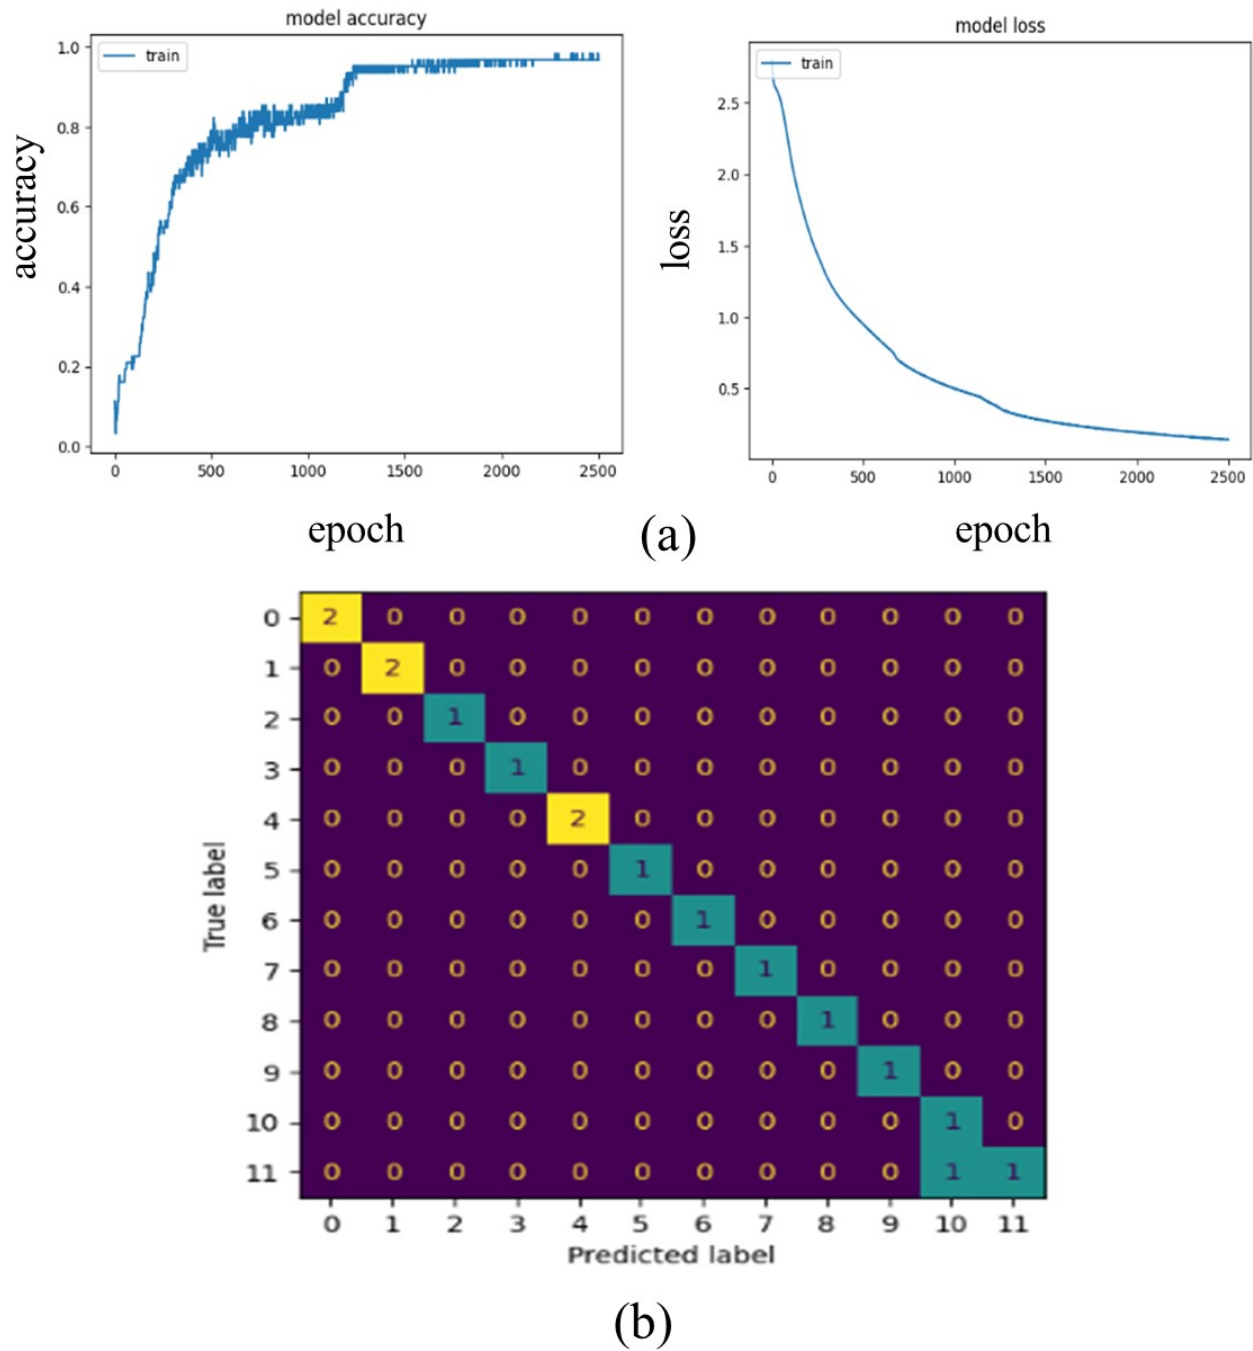 model accuracy
train
1.0
0.8
0.6
0.4
0.2
0.0
accuracy
0 500 1000 1500 2000 2500
epoch
model loss
train
2.5
2.0
1.5
1.0
0.5
loss
0 500 1000 1500 2000 2500
epoch
(a)
True label
0 2 0 0 0 0 0 0 0 0 0 0 0
1 0 2 0 0 0 0 0 0 0 0 0 0
2 0 0 1 0 0 0 0 0 0 0 0 0
3 0 0 0 1 0 0 0 0 0 0 0 0
4 0 0 0 0 2 0 0 0 0 0 0 0
5 0 0 0 0 0 1 0 0 0 0 0 0
6 0 0 0 0 0 0 1 0 0 0 0 0
7 0 0 0 0 0 0 0 1 0 0 0 0
8 0 0 0 0 0 0 0 0 1 0 0 0
9 0 0 0 0 0 0 0 0 0 1 0 0
10 0 0 0 0 0 0 0 0 0 0 1 0
11 0 0 0 0 0 0 0 0 0 0 1 1
0 1 2 3 4 5 6 7 8 9 10 11
Predicted label
(b)